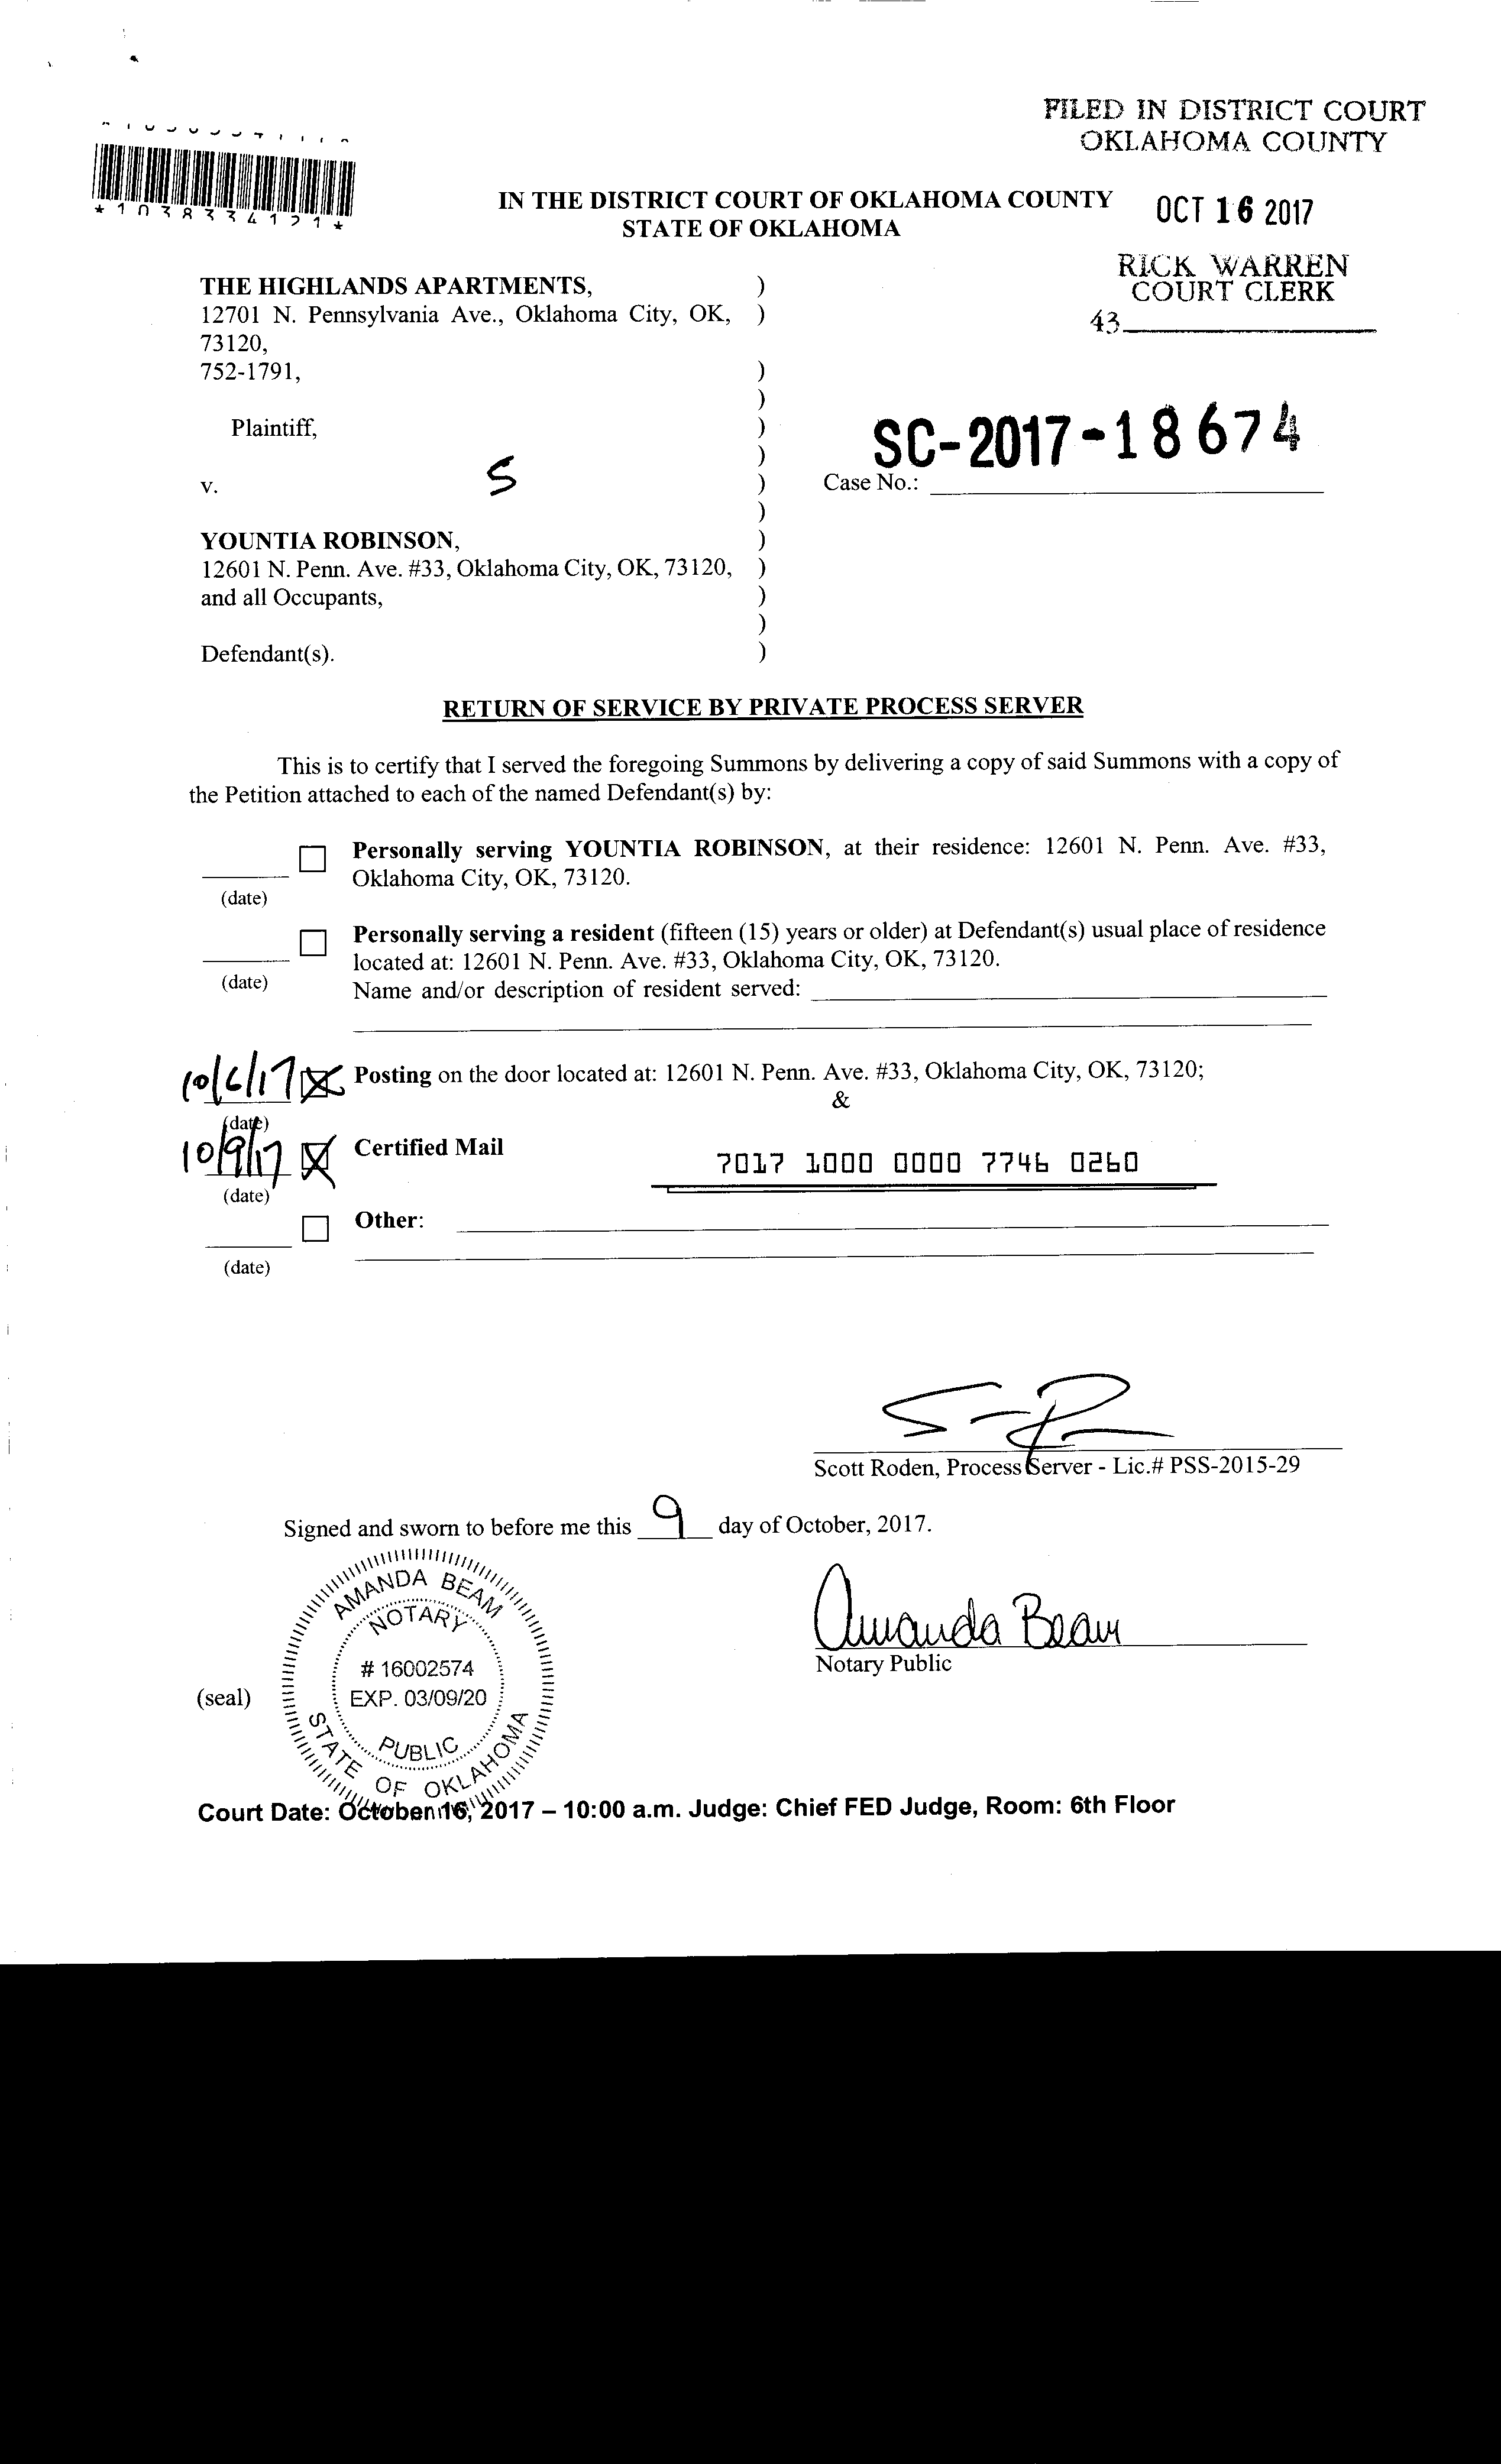 FILED IN DISTRICT COURT
OKLAHOMA COUNTY
*1038334121*
IN THE DISTRICT COURT OF OKLAHOMA COUNTY
STATE OF OKLAHOMA
OCT 16 2017
RICK WARREN
COURT CLERK
43
THE HIGHLANDS APARTMENTS, )
12701 N. Pennsylvania Ave., Oklahoma City, OK, )
73120,
752-1791, )
)
Plaintiff, )
)
SC-2017-18674
v. S )
Case No.:
)
YOUNTIA ROBINSON, )
12601 N. Penn. Ave. #33, Oklahoma City, OK, 73120, )
and all Occupants, )
)
Defendant(s). )
RETURN OF SERVICE BY PRIVATE PROCESS SERVER
This is to certify that I served the foregoing Summons by delivering a copy of said Summons with a copy of
the Petition attached to each of the named Defendant(s) by:
Personally serving YOUNTIA ROBINSON, at their residence: 12601 N. Penn. Ave. #33,
Oklahoma City, OK, 73120.
(date)
Personally serving a resident (fifteen (15) years or older) at Defendant(s) usual place of residence
located at: 12601 N. Penn. Ave. #33, Oklahoma City, OK, 73120.
(date)
Name and/or description of resident served:
10/6/17 Posting on the door located at: 12601 N. Penn. Ave. #33, Oklahoma City, OK, 73120;
&
(date)
10/9/17 Certified Mail 7017 1000 0000 7746 0260
(date)
Other:
(date)
Scott Roden, Process Server - Lic.# PSS-2015-29
Signed and sworn to before me this 9 day of October, 2017.
AMANDA BEAM
NOTARY
# 16002574
EXP. 03/09/20
PUBLIC
STATE OF OKLAHOMA
Amanda Beam
Notary Public
(seal)
Court Date: October 16, 2017 – 10:00 a.m. Judge: Chief FED Judge, Room: 6th Floor